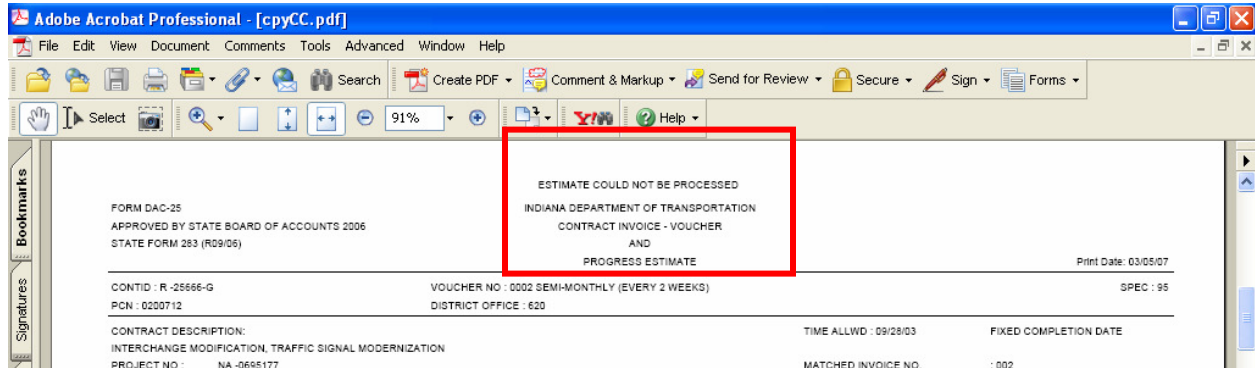 Adobe Acrobat Professional - [cpyCC.pdf]
File Edit View Document Comments Tools Advanced Window Help
Search Create PDF Comment & Markup Send for Review Secure Sign Forms
Select 91% Y! Help
Bookmarks
Signatures
ESTIMATE COULD NOT BE PROCESSED
FORM DAC-25 INDIANA DEPARTMENT OF TRANSPORTATION
APPROVED BY STATE BOARD OF ACCOUNTS 2006 CONTRACT INVOICE - VOUCHER
STATE FORM 283 (R09/06) AND
PROGRESS ESTIMATE Print Date: 03/05/07
CONTID : R -25666-G VOUCHER NO : 0002 SEMI-MONTHLY (EVERY 2 WEEKS) SPEC : 95
PCN : 0200712 DISTRICT OFFICE : 620
CONTRACT DESCRIPTION: TIME ALLWD : 09/28/03 FIXED COMPLETION DATE
INTERCHANGE MODIFICATION, TRAFFIC SIGNAL MODERNIZATION
PROJECT NO : NA -0695177 MATCHED INVOICE NO. : 002